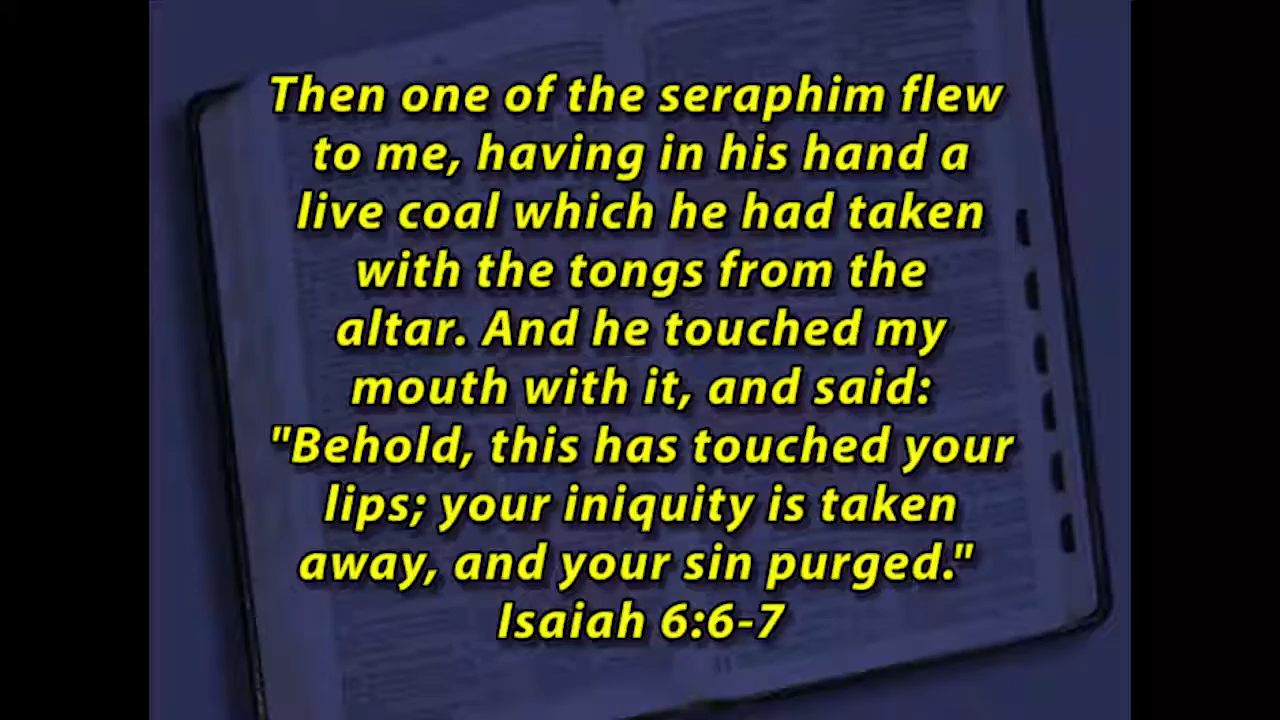 Then one of the seraphim flew
to me, having in his hand a
live coal which he had taken
with the tongs from the
altar. And he touched my
mouth with it, and said:
"Behold, this has touched your
lips; your iniquity is taken
away, and your sin purged."
Isaiah 6:6-7